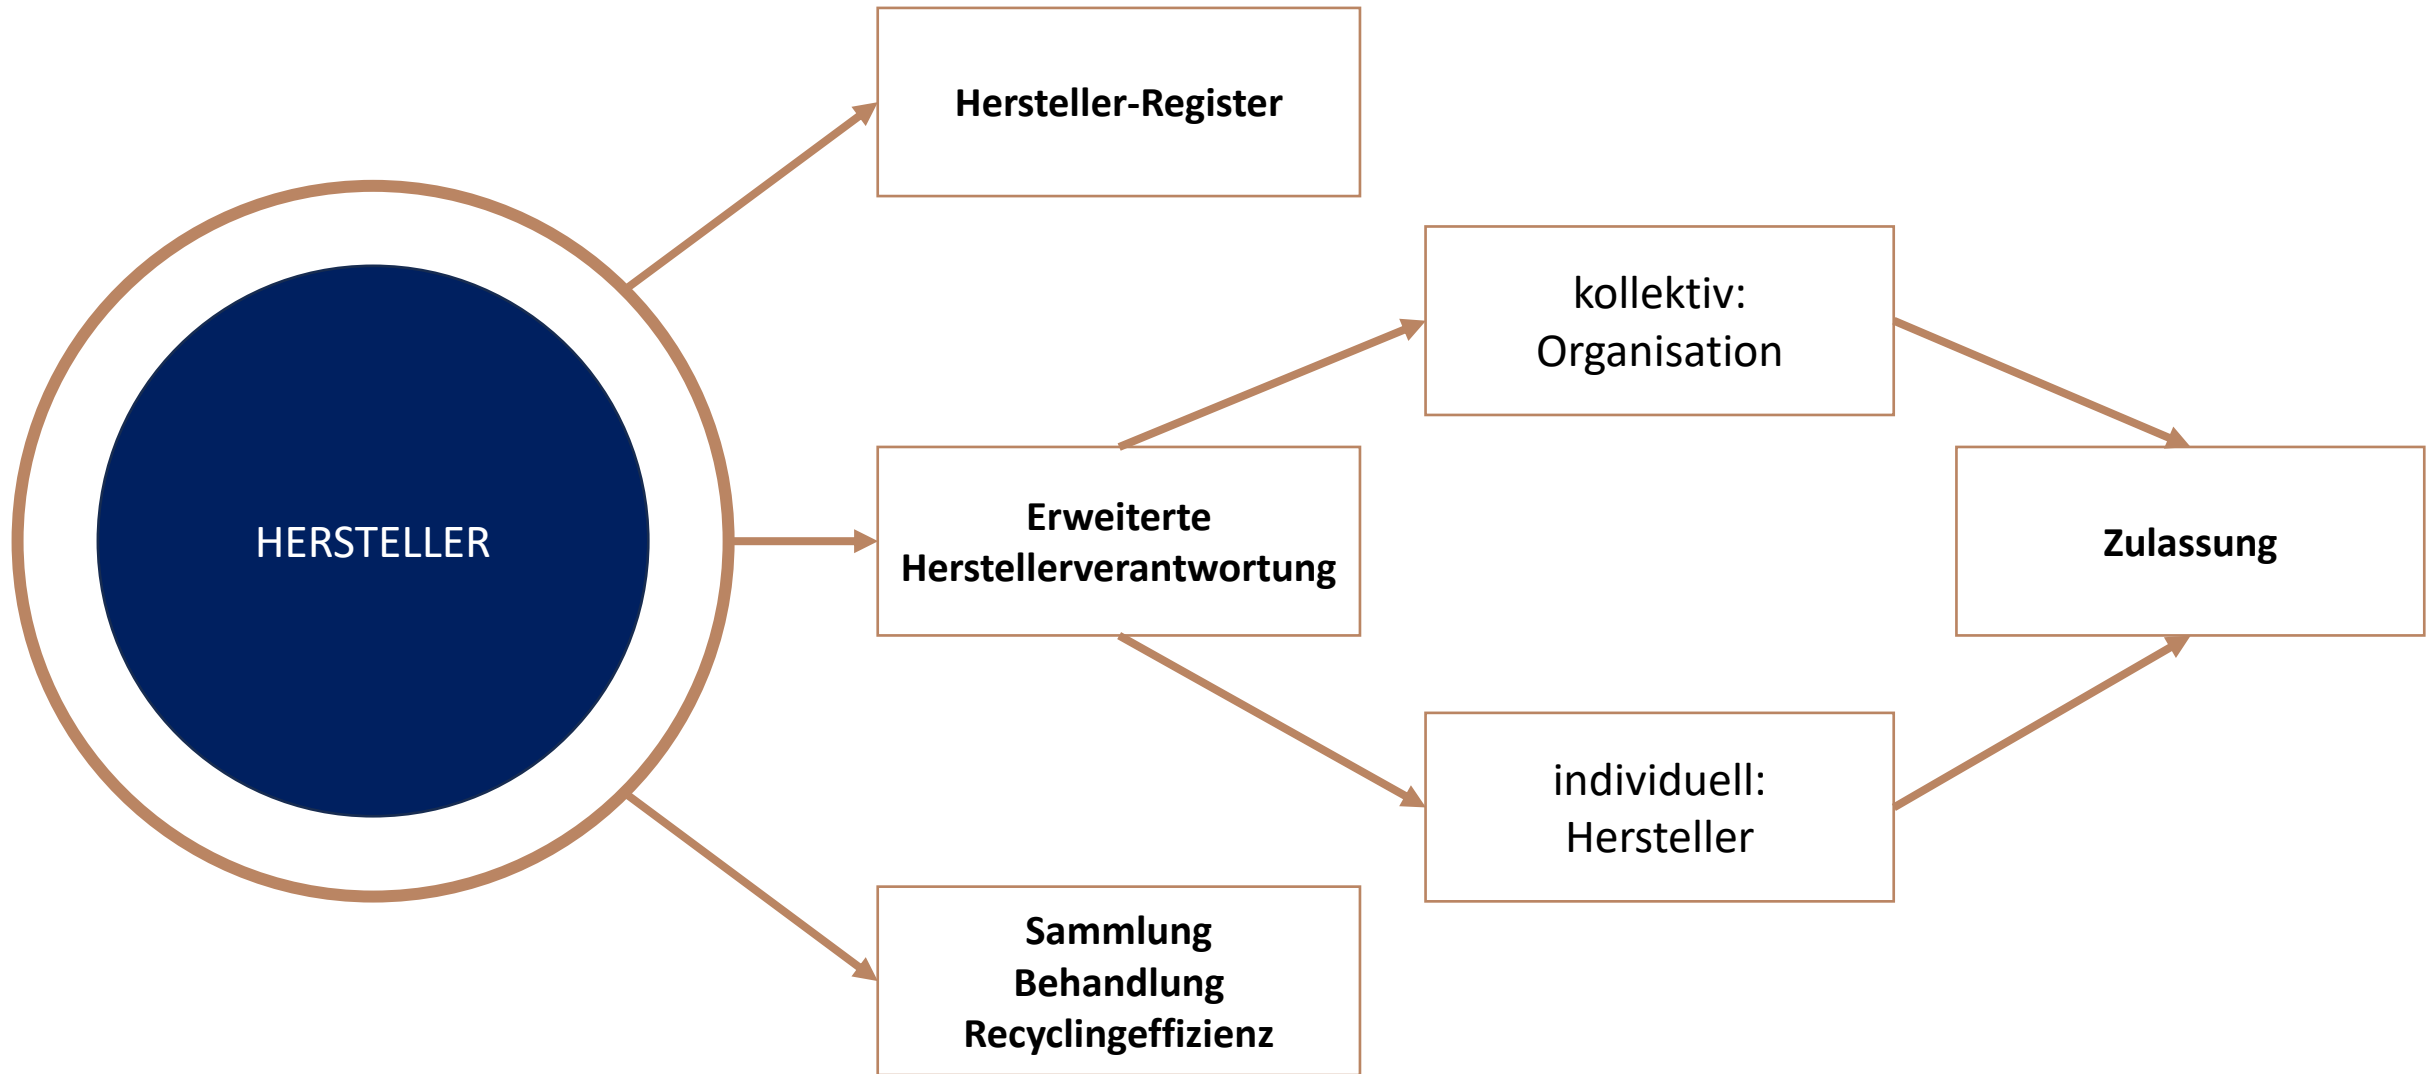 HERSTELLER
Hersteller-Register
Erweiterte
Herstellerverantwortung
Sammlung
Behandlung
Recyclingeffizienz
kollektiv:
Organisation
individuell:
Hersteller
Zulassung